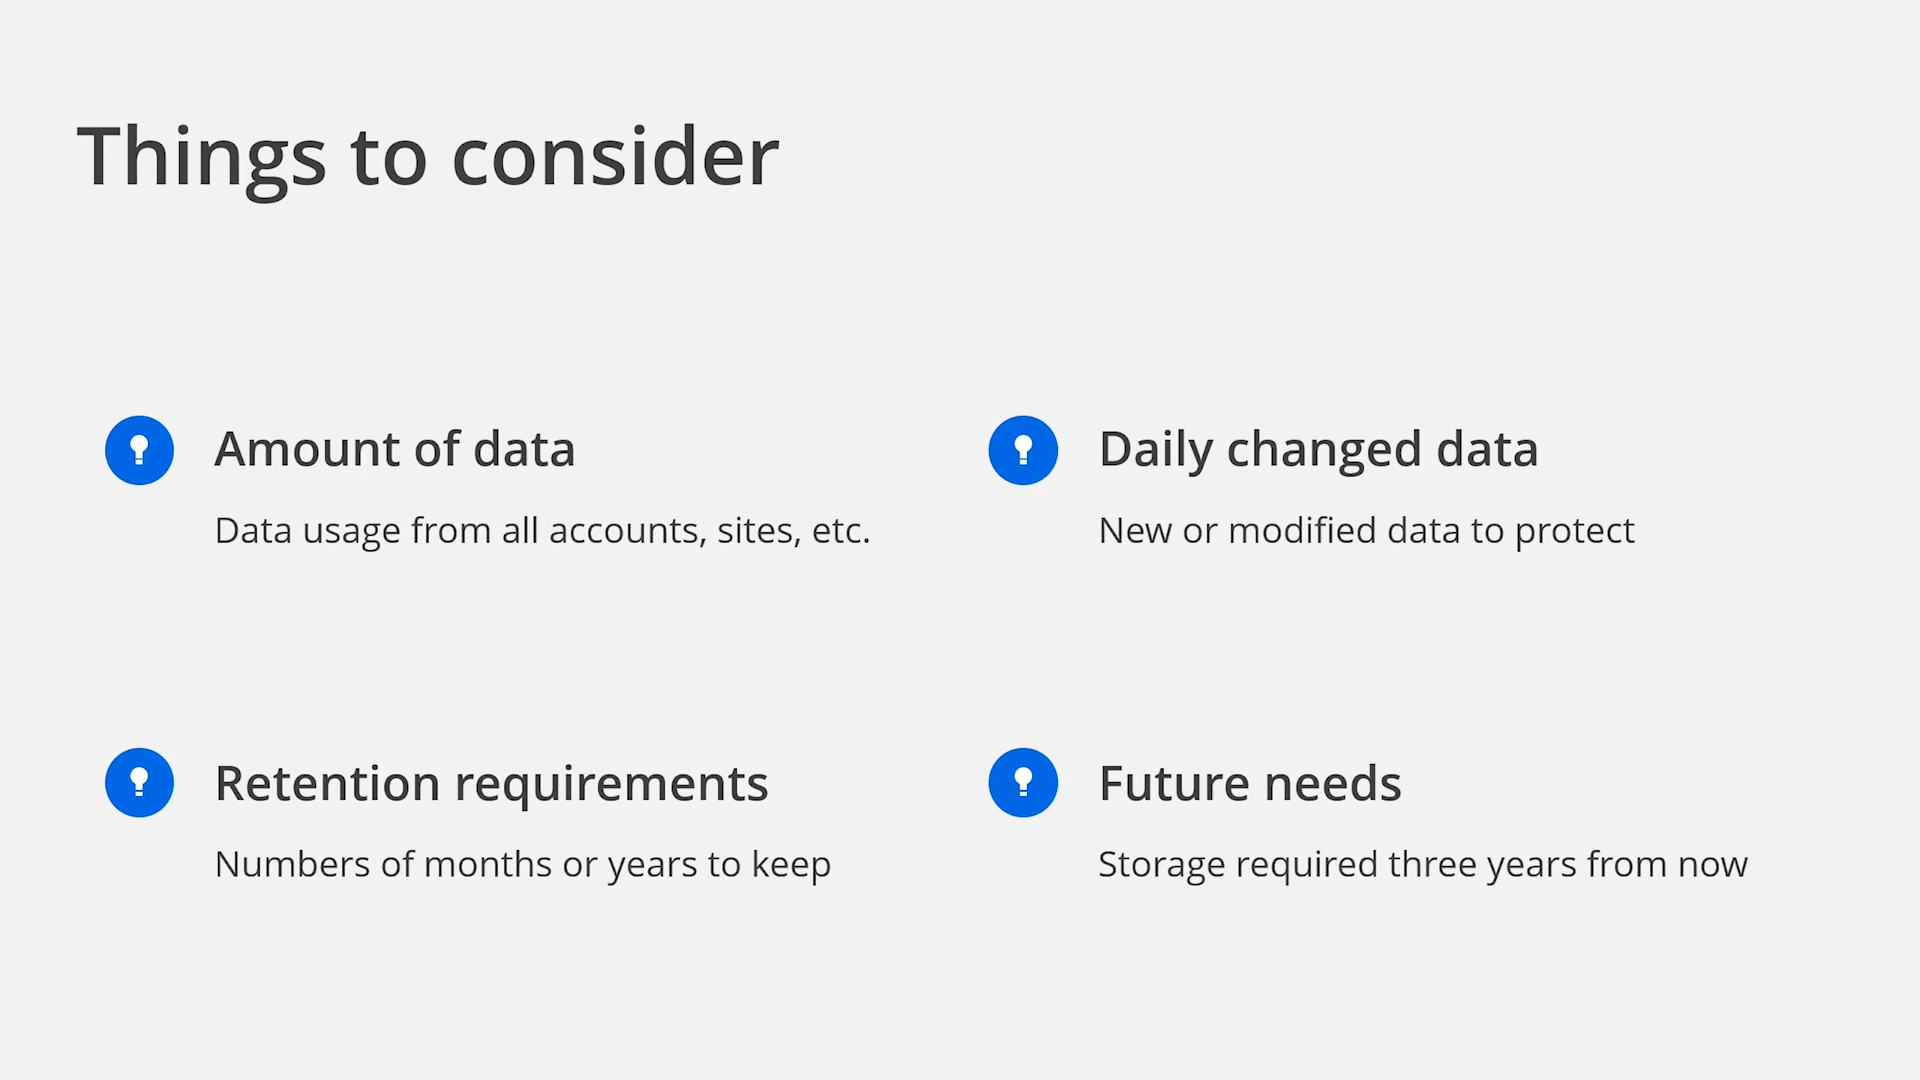 Things to consider
Amount of data
Data usage from all accounts, sites, etc.
Daily changed data
New or modified data to protect
Retention requirements
Numbers of months or years to keep
Future needs
Storage required three years from now